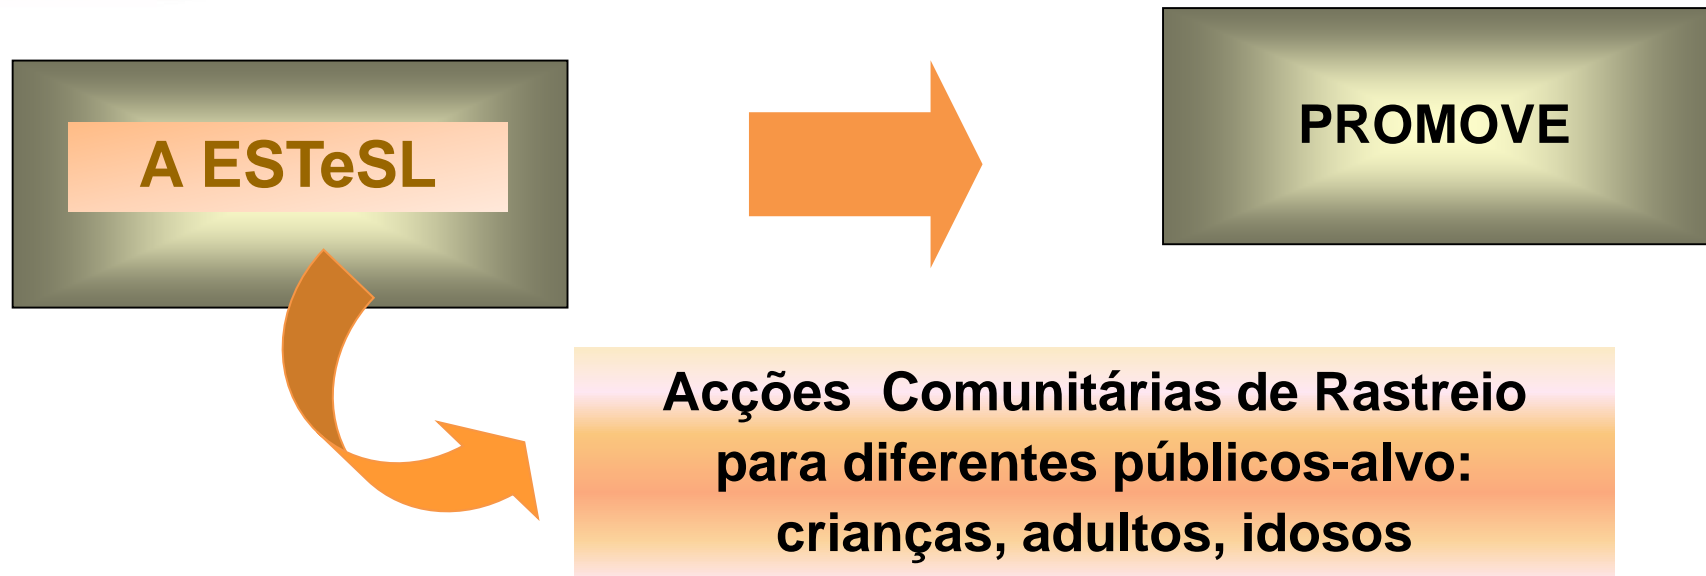 A ESTeSL
PROMOVE
Acções Comunitárias de Rastreio
para diferentes públicos-alvo:
crianças, adultos, idosos